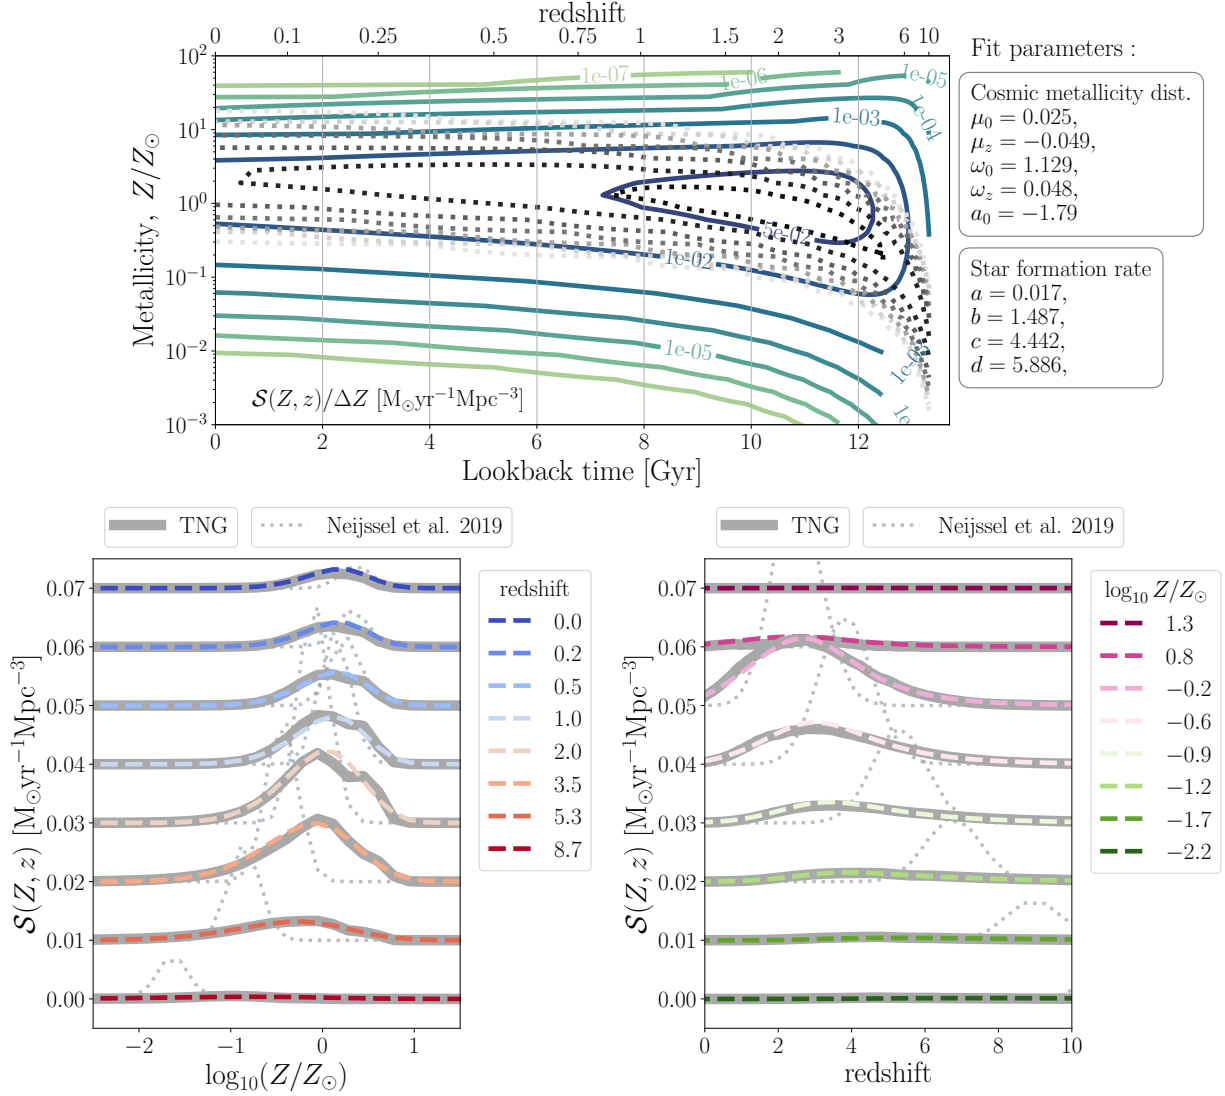 redshift
0 0.1 0.25 0.5 0.75 1 1.5 2 3 6 10
10² 10¹ 10⁰ 10⁻¹ 10⁻² 10⁻³
Metallicity, Z/Z⊙
1e-07
1e-06
1e-05
1e-04
1e-03
5e-02
1e-02
1e-05
S(Z, z)/ΔZ [M⊙yr⁻¹Mpc⁻³]
0 2 4 6 8 10 12
Lookback time [Gyr]
Fit parameters :
Cosmic metallicity dist.
μ₀ = 0.025,
μ_z = −0.049,
ω₀ = 1.129,
ω_z = 0.048,
a₀ = −1.79
Star formation rate
a = 0.017,
b = 1.487,
c = 4.442,
d = 5.886,
TNG
Neijssel et al. 2019
S(Z, z) [M⊙yr⁻¹Mpc⁻³]
0.07
0.06
0.05
0.04
0.03
0.02
0.01
0.00
−2 −1 0 1
log₁₀(Z/Z⊙)
redshift
0.0
0.2
0.5
1.0
2.0
3.5
5.3
8.7
TNG
Neijssel et al. 2019
S(Z, z) [M⊙yr⁻¹Mpc⁻³]
0.07
0.06
0.05
0.04
0.03
0.02
0.01
0.00
0 2 4 6 8 10
redshift
log₁₀ Z/Z⊙
1.3
0.8
−0.2
−0.6
−0.9
−1.2
−1.7
−2.2